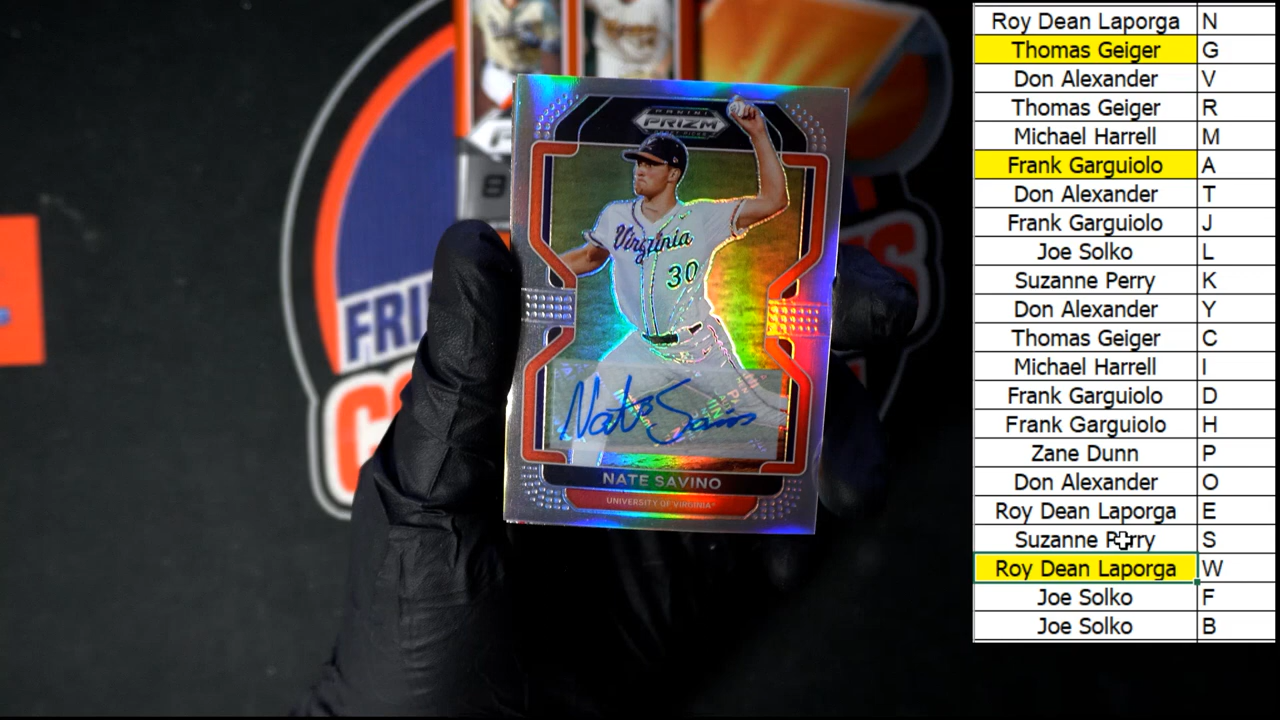 PANINI
PRIZM
Virginia
30
Nate Savino
NATE SAVINO
UNIVERSITY OF VIRGINIA
FRI
Roy Dean Laporga N
Thomas Geiger G
Don Alexander V
Thomas Geiger R
Michael Harrell M
Frank Garguiolo A
Don Alexander T
Frank Garguiolo J
Joe Solko L
Suzanne Perry K
Don Alexander Y
Thomas Geiger C
Michael Harrell I
Frank Garguiolo D
Frank Garguiolo H
Zane Dunn P
Don Alexander O
Roy Dean Laporga E
Suzanne Perry S
Roy Dean Laporga W
Joe Solko F
Joe Solko B